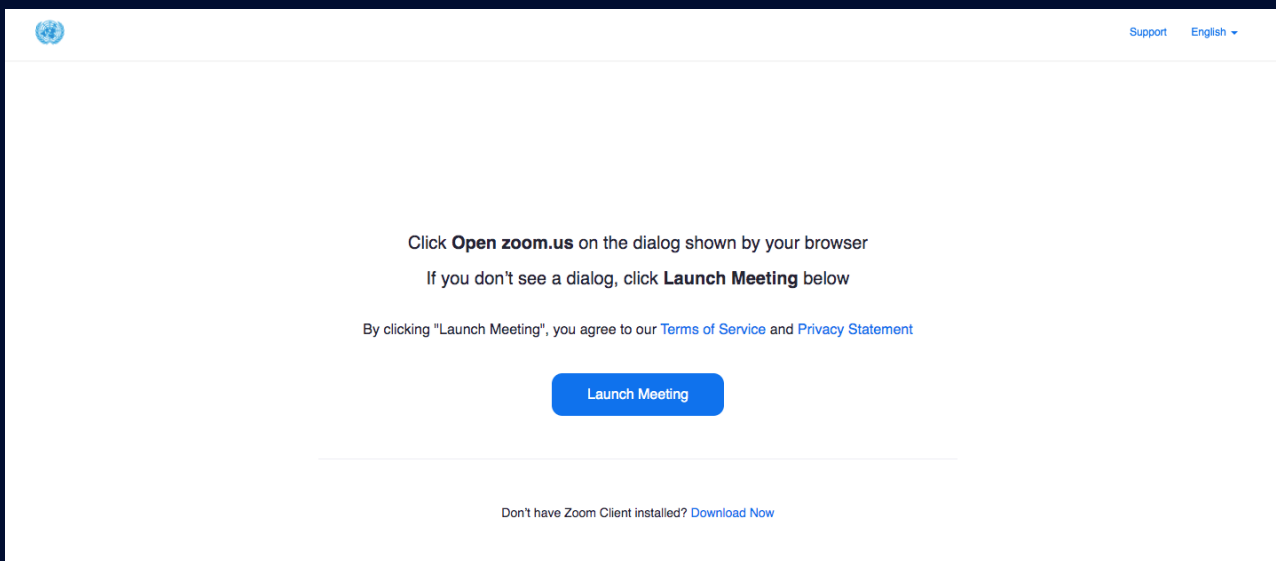 Support English
Click Open zoom.us on the dialog shown by your browser
If you don’t see a dialog, click Launch Meeting below
By clicking "Launch Meeting", you agree to our Terms of Service and Privacy Statement
Launch Meeting
Don’t have Zoom Client installed? Download Now